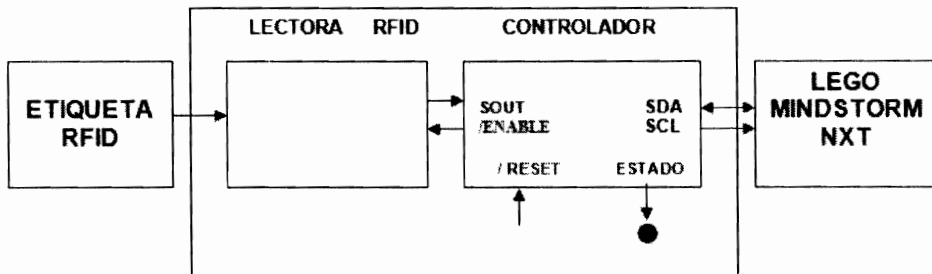 LECTORA RFID
CONTROLADOR
ETIQUETA
RFID
SOUT
/ENABLE
SDA
SCL
/ RESET
ESTADO
LEGO
MINDSTORM
NXT